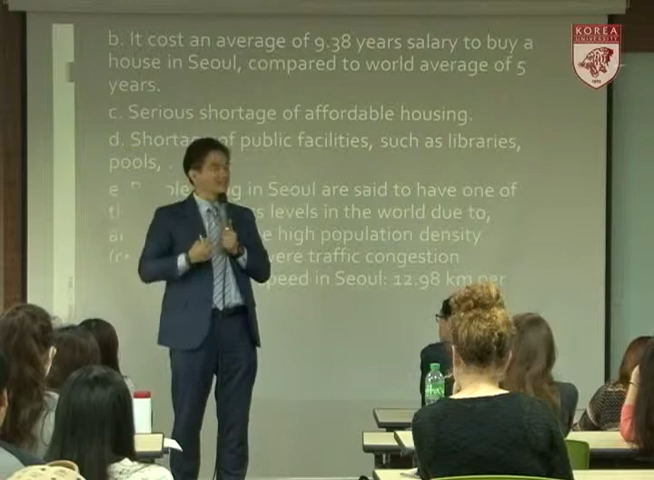 b. It cost an average of 9.38 years salary to buy a
house in Seoul, compared to world average of 5
years.
c. Serious shortage of affordable housing.
d. Shortage of public facilities, such as libraries,
pools,
e. in Seoul are said to have one of
levels in the world due to,
high population density
traffic congestion
in Seoul: 12.98 km per
KOREA
UNIVERSITY
1905